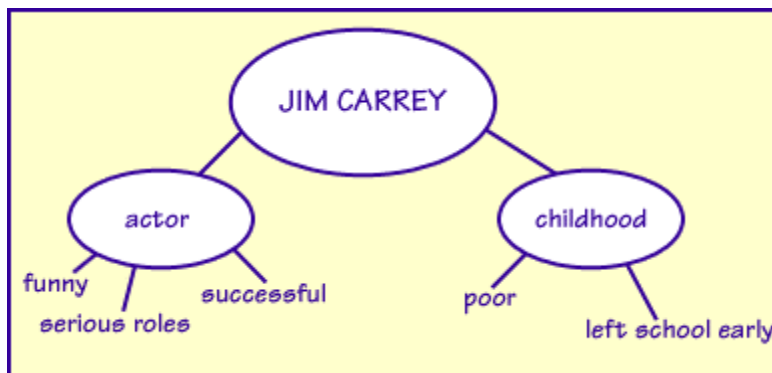 JIM CARREY
actor
childhood
funny
successful
serious roles
poor
left school early